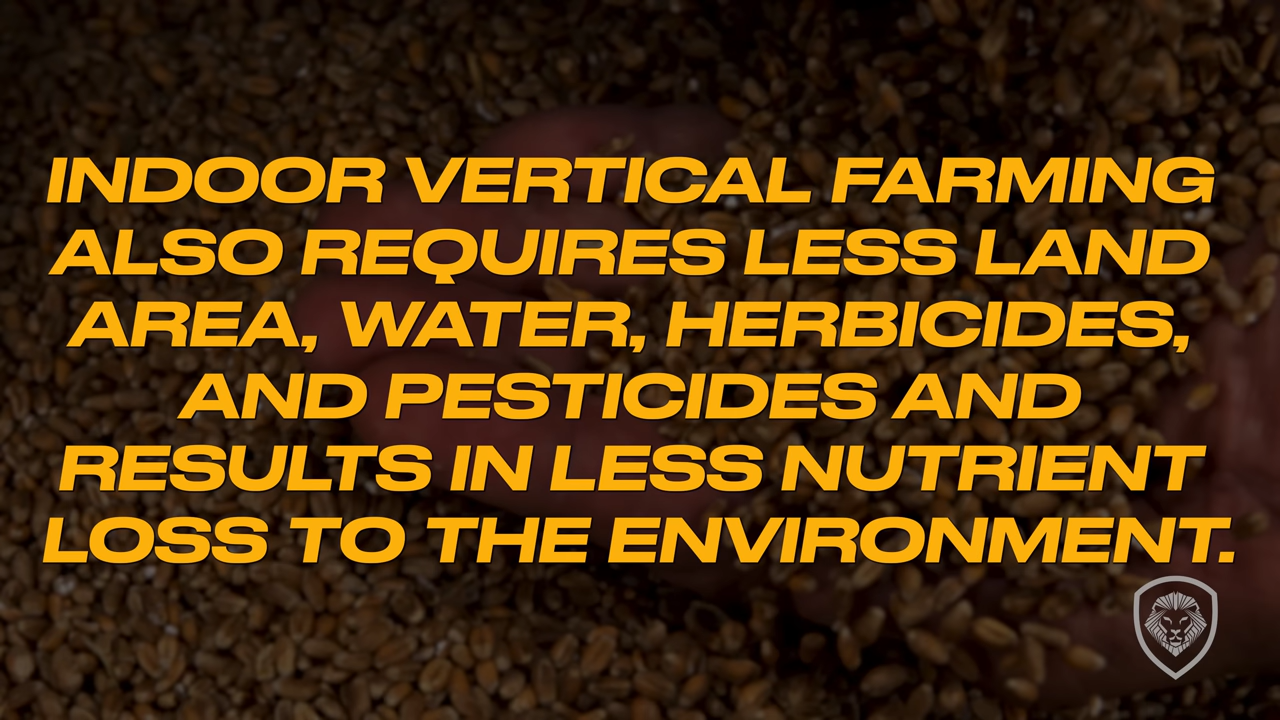 INDOOR VERTICAL FARMING
ALSO REQUIRES LESS LAND
AREA, WATER, HERBICIDES,
AND PESTICIDES AND
RESULTS IN LESS NUTRIENT
LOSS TO THE ENVIRONMENT.